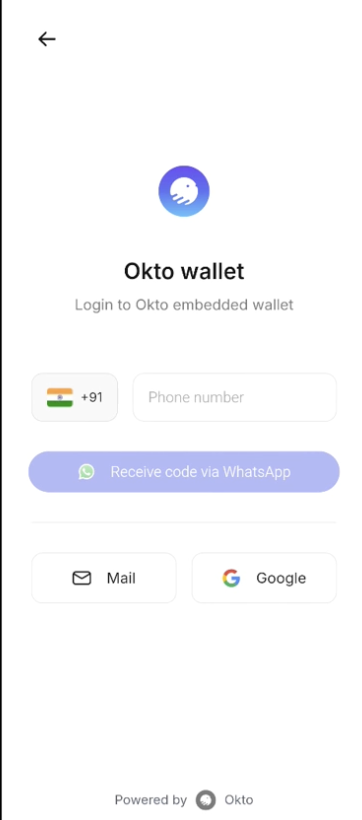 Okto wallet
Login to Okto embedded wallet
+91 Phone number
Receive code via WhatsApp
Mail Google
Powered by Okto